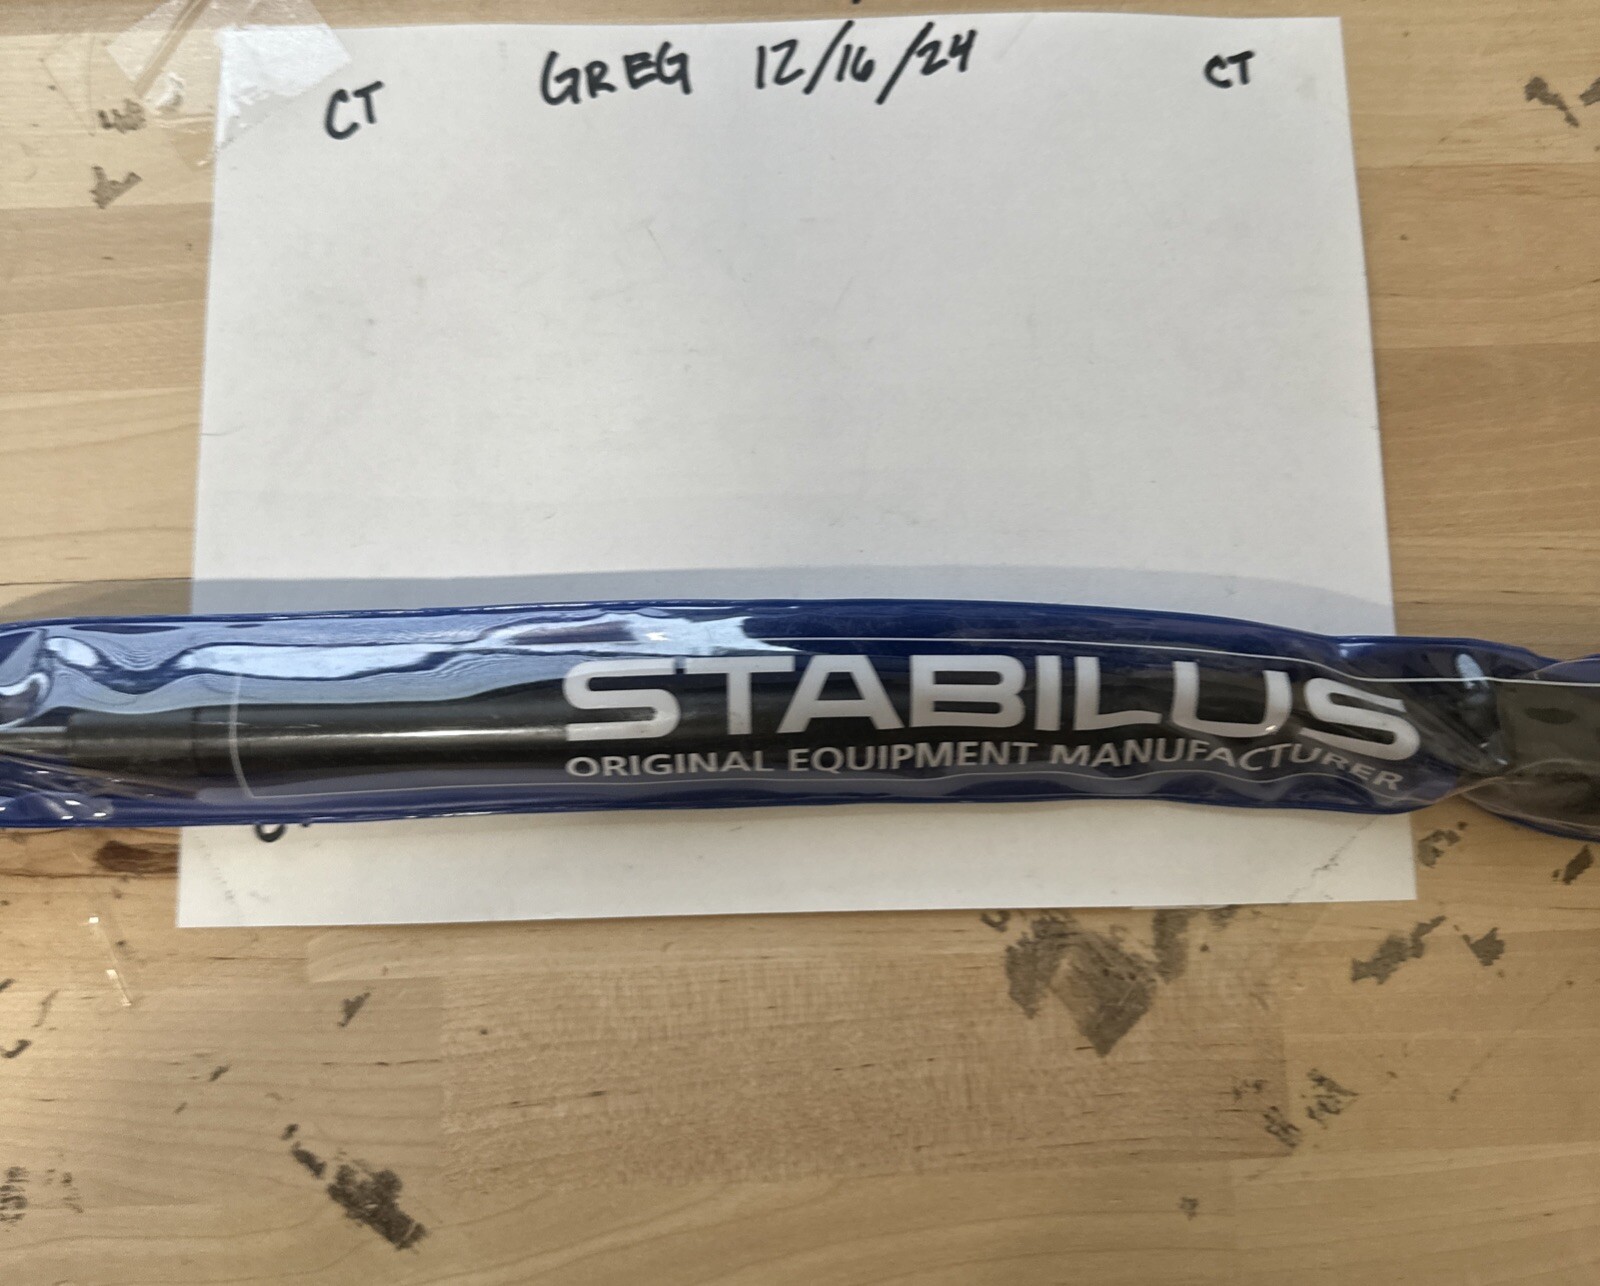 CT GREG 12/16/24 CT
STABILUS
ORIGINAL EQUIPMENT MANUFACTURER